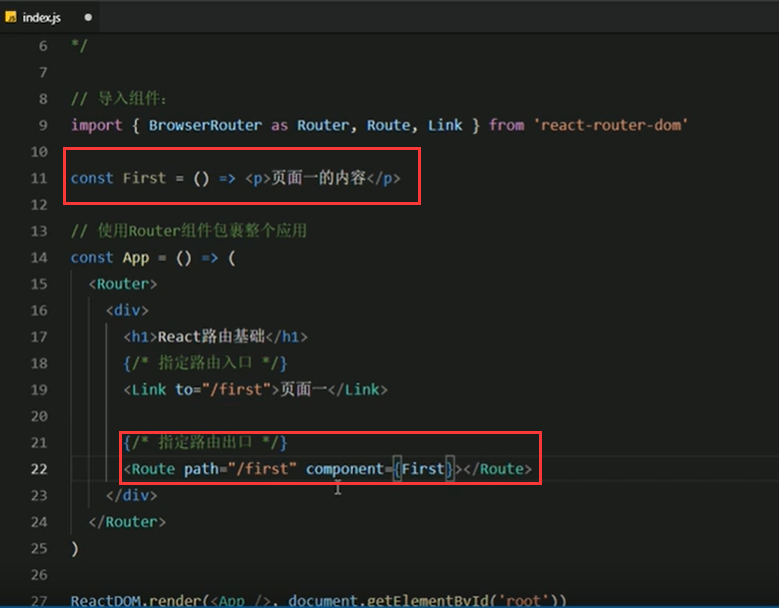 index.js
6 */
7
8 // 导入组件:
9 import { BrowserRouter as Router, Route, Link } from 'react-router-dom'
10
11 const First = () => <p>页面一的内容</p>
12
13 // 使用Router组件包裹整个应用
14 const App = () => (
15 <Router>
16 <div>
17 <h1>React路由基础</h1>
18 {/* 指定路由入口 */}
19 <Link to="/first">页面一</Link>
20
21 {/* 指定路由出口 */}
22 <Route path="/first" component={First}></Route>
23 </div>
24 </Router>
25 )
26
27 ReactDOM.render(<App />, document.getElementById('root'))